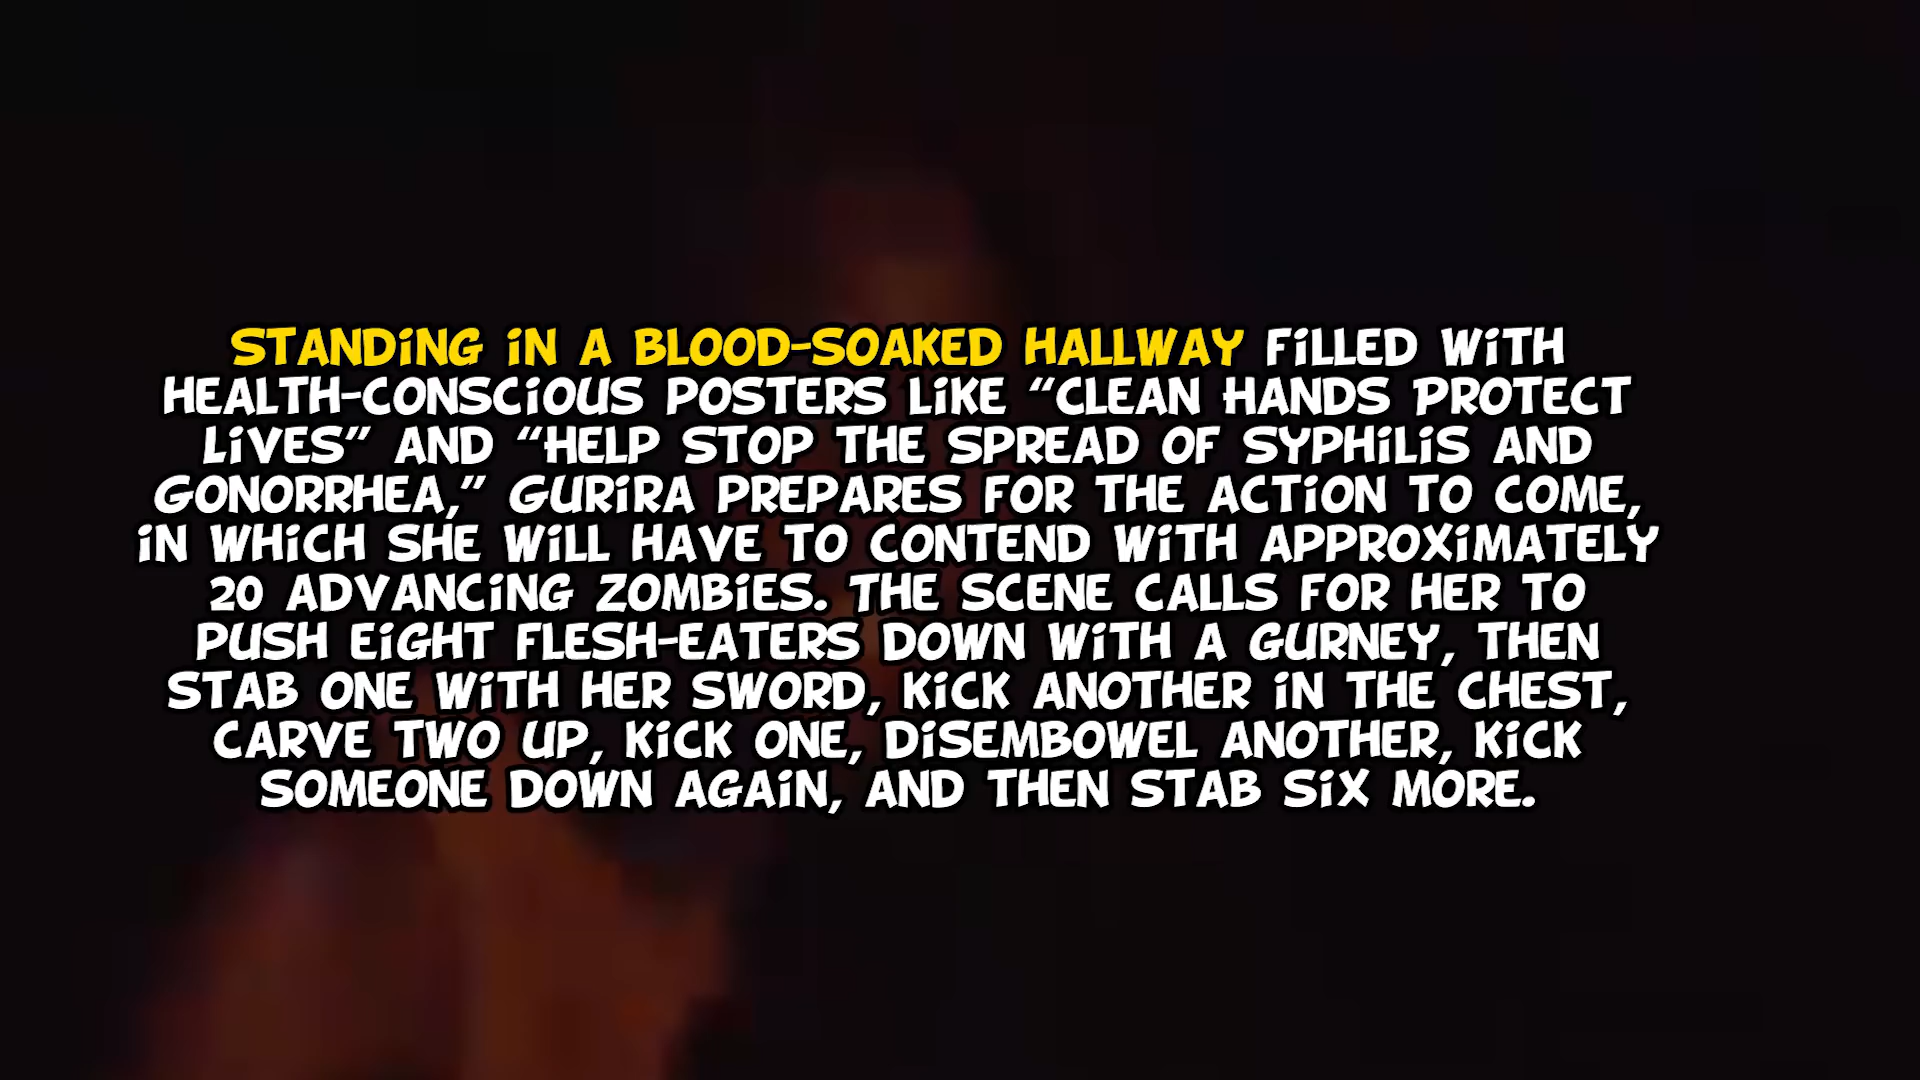 STANDING IN A BLOOD-SOAKED HALLWAY FILLED WITH
HEALTH-CONSCIOUS POSTERS LIKE “CLEAN HANDS PROTECT
LIVES” AND “HELP STOP THE SPREAD OF SYPHILIS AND
GONORRHEA,” GURIRA PREPARES FOR THE ACTION TO COME,
IN WHICH SHE WILL HAVE TO CONTEND WITH APPROXIMATELY
20 ADVANCING ZOMBIES. THE SCENE CALLS FOR HER TO
PUSH EIGHT FLESH-EATERS DOWN WITH A GURNEY, THEN
STAB ONE WITH HER SWORD, KICK ANOTHER IN THE CHEST,
CARVE TWO UP, KICK ONE, DISEMBOWEL ANOTHER, KICK
SOMEONE DOWN AGAIN, AND THEN STAB SIX MORE.